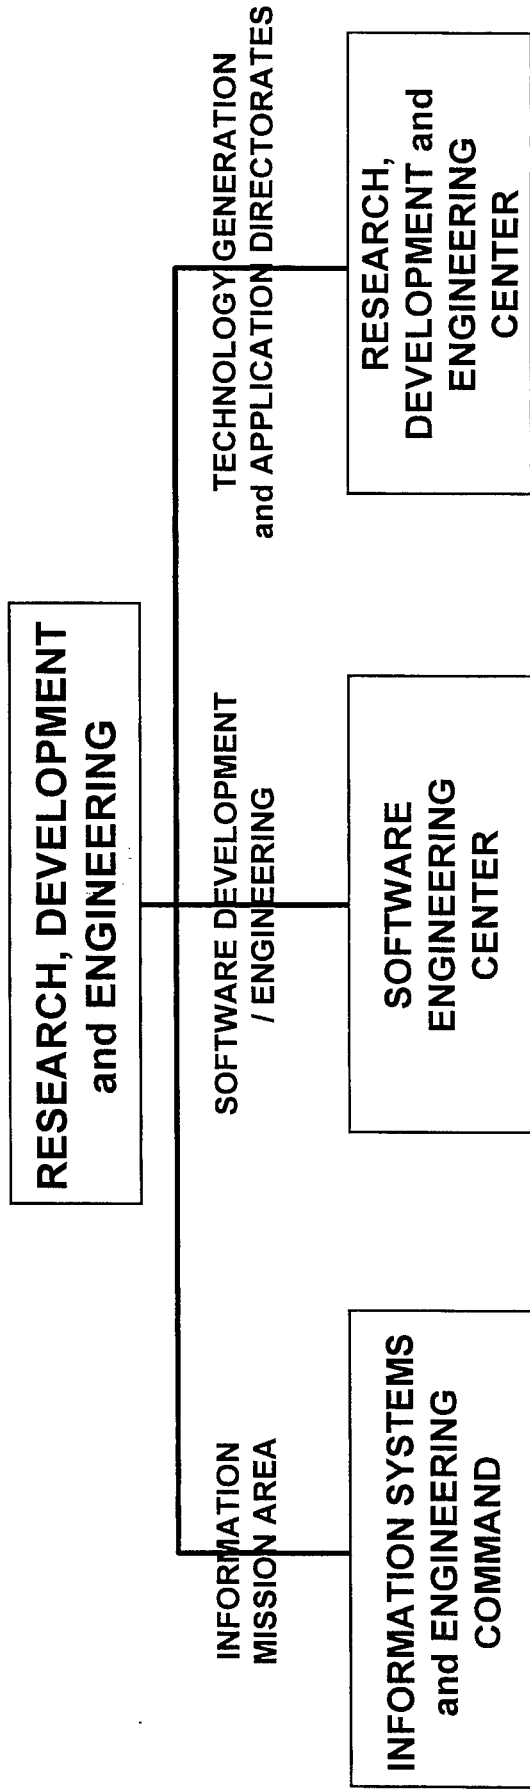 RESEARCH, DEVELOPMENT
and ENGINEERING
INFORMATION
MISSION AREA
SOFTWARE DEVELOPMENT
/ ENGINEERING
TECHNOLOGY GENERATION
and APPLICATION DIRECTORATES
INFORMATION SYSTEMS
and ENGINEERING
COMMAND
SOFTWARE
ENGINEERING
CENTER
RESEARCH,
DEVELOPMENT and
ENGINEERING
CENTER